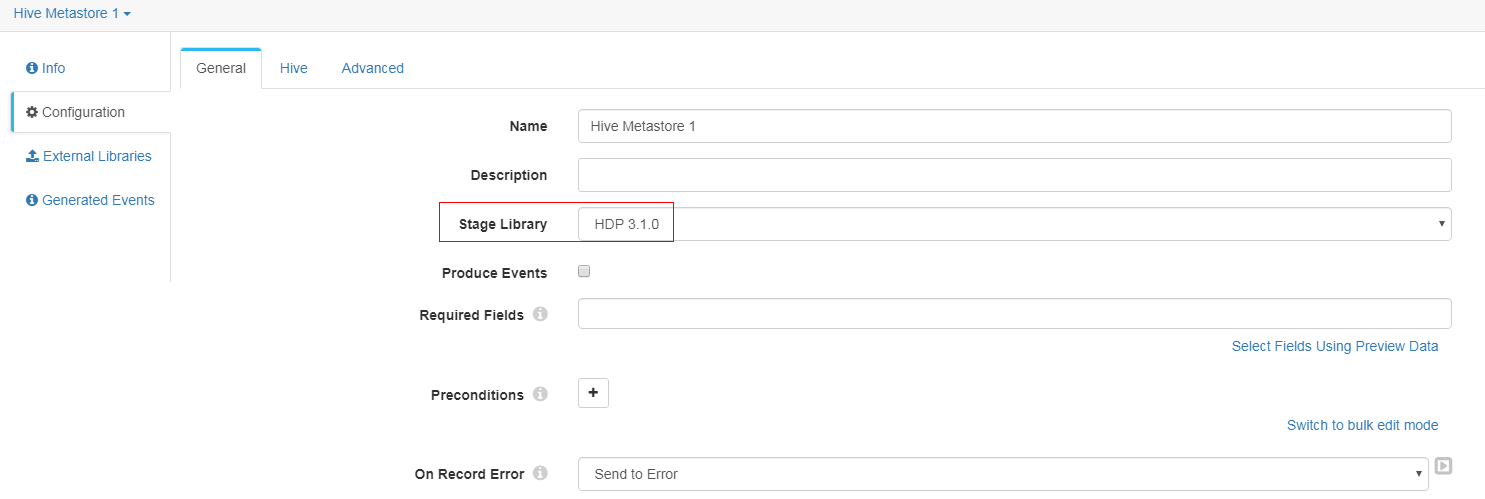 Hive Metastore 1
Info
Configuration
External Libraries
Generated Events
General Hive Advanced
Name Hive Metastore 1
Description
Stage Library HDP 3.1.0
Produce Events
Required Fields
Select Fields Using Preview Data
Preconditions
Switch to bulk edit mode
On Record Error Send to Error